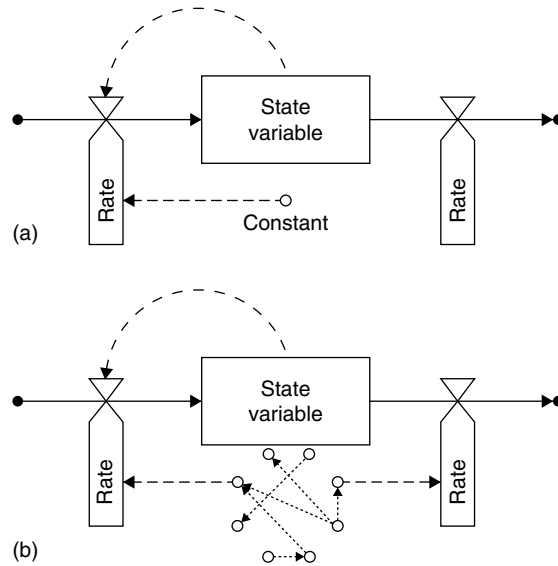 State
variable
Rate
Rate
Constant
(a)
State
variable
Rate
Rate
(b)